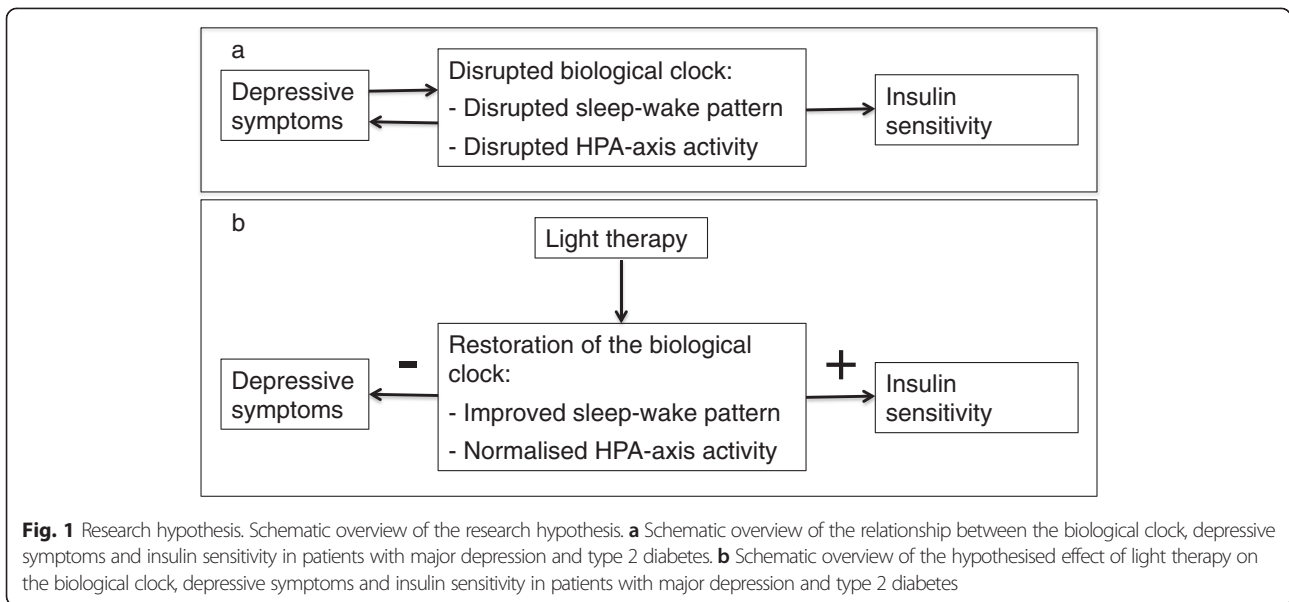 a
Depressive
symptoms
Disrupted biological clock:
- Disrupted sleep-wake pattern
- Disrupted HPA-axis activity
Insulin
sensitivity
b
Light therapy
Depressive
symptoms
-
Restoration of the biological
clock:
- Improved sleep-wake pattern
- Normalised HPA-axis activity
+
Insulin
sensitivity
Fig. 1 Research hypothesis. Schematic overview of the research hypothesis. a Schematic overview of the relationship between the biological clock, depressive
symptoms and insulin sensitivity in patients with major depression and type 2 diabetes. b Schematic overview of the hypothesised effect of light therapy on
the biological clock, depressive symptoms and insulin sensitivity in patients with major depression and type 2 diabetes